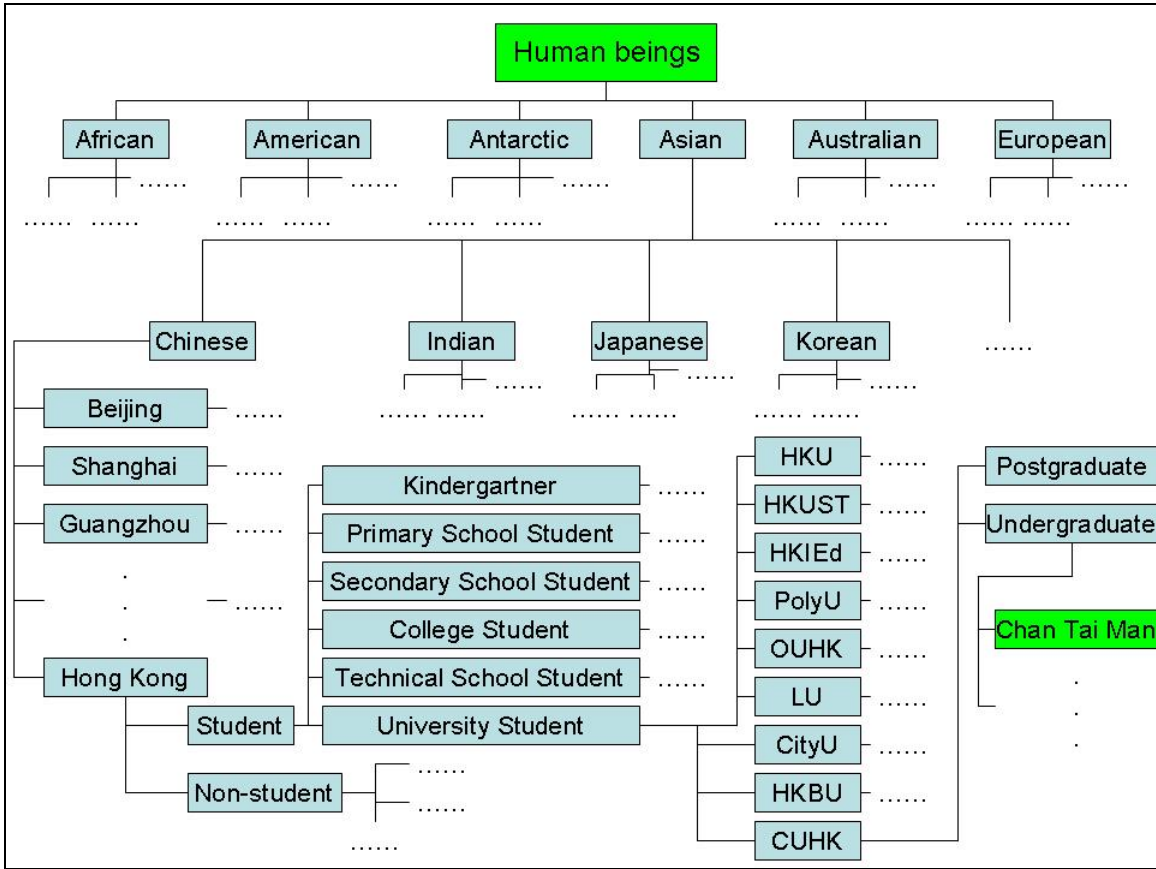 Human beings
African
American
Antarctic
Asian
Australian
European
...... ...... ...... ...... ......
...... ...... ...... ...... ...... ...... ...... ...... ...... ......
Chinese
Indian
Japanese
Korean
......
...... ...... ......
...... ...... ...... ...... ...... ......
Beijing ......
Shanghai ......
Guangzhou ......
.
. ......
.
Hong Kong
Student
Non-student
......
......
......
Kindergartner ......
Primary School Student ......
Secondary School Student ......
College Student ......
Technical School Student ......
University Student
HKU ......
HKUST ......
HKIEd ......
PolyU ......
OUHK ......
LU ......
CityU ......
HKBU ......
CUHK
Postgraduate
Undergraduate
Chan Tai Man
.
.
.